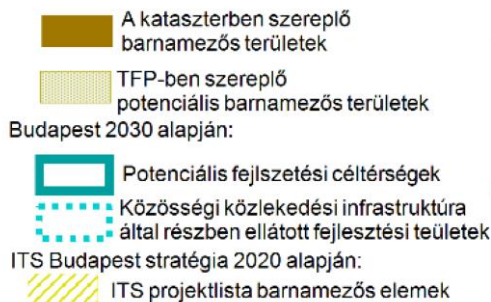 A kataszterben szereplő
barnamezős területek
TFP-ben szereplő
potenciális barnamezős területek
Budapest 2030 alapján:
Potenciális fejlszetési céltérségek
Közösségi közlekedési infrastruktúra
által részben ellátott fejlesztési teületek
ITS Budapest stratégia 2020 alapján:
ITS projektlista barnamezős elemek